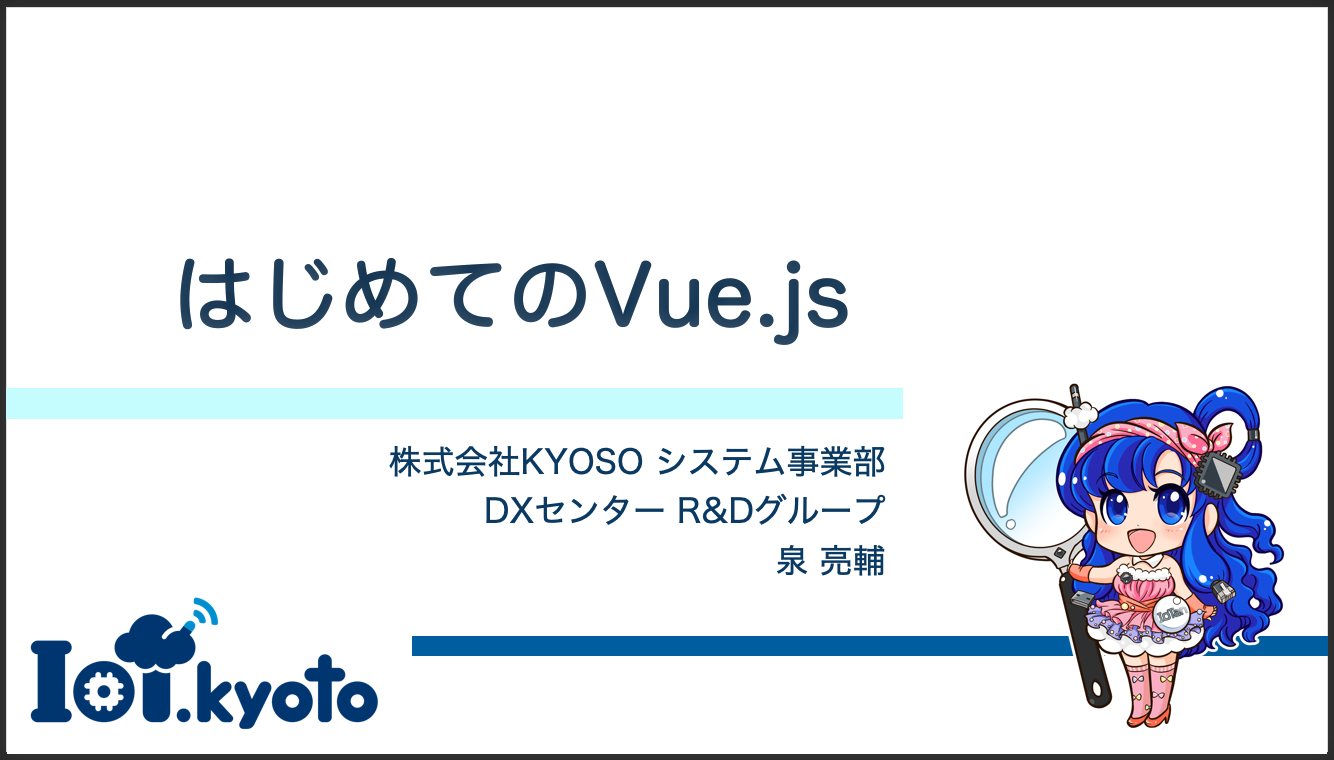 はじめてのVue.js
株式会社KYOSO システム事業部
DXセンター R&Dグループ
泉 亮輔
IoT.kyoto